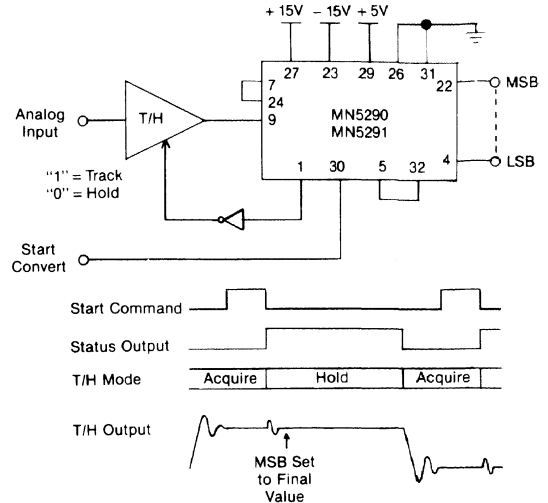 + 15V − 15V + 5V
27 23 29 26 31
7
24
9
22
MSB
MN5290
MN5291
Analog
Input
T/H
"1" = Track
"0" = Hold
1 30 5 32
4
LSB
Start
Convert
Start Command
Status Output
T/H Mode
Acquire
Hold
Acquire
T/H Output
MSB Set
to Final
Value